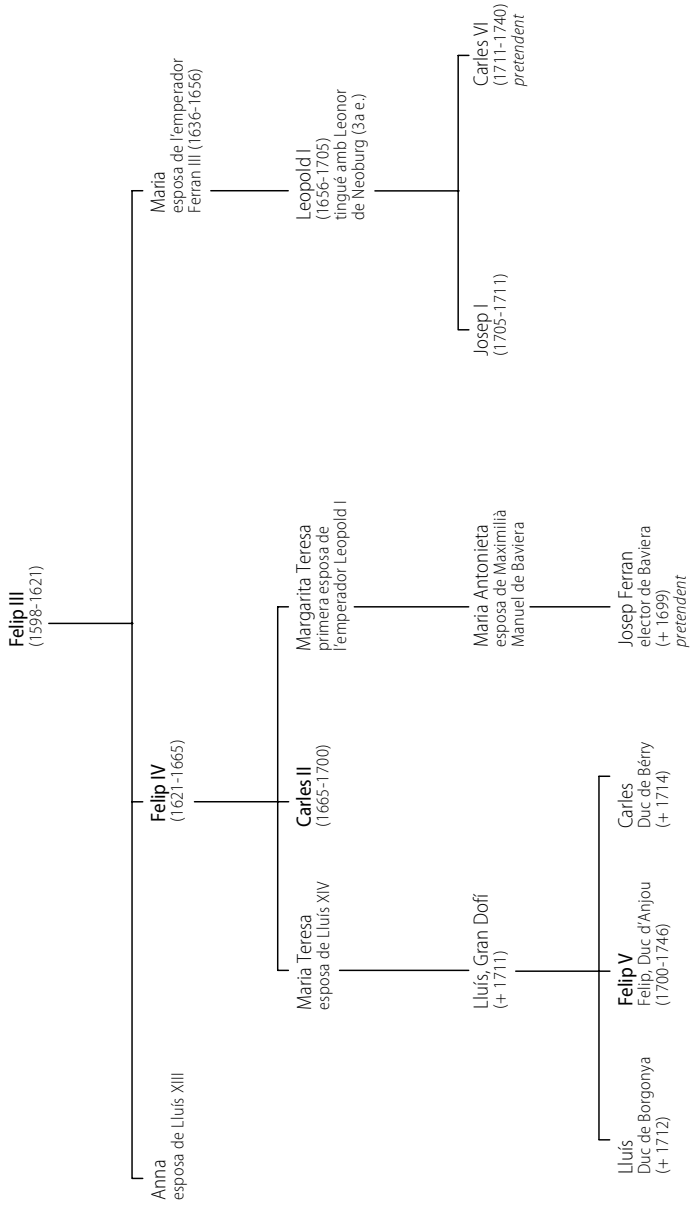 Felip III
(1598-1621)
Anna
esposa de Lluís XIII
Felip IV
(1621-1665)
Maria
esposa de l'emperador
Ferran III (1636-1656)
Maria Teresa
esposa de Lluís XIV
Carles II
(1665-1700)
Margarita Teresa
primera esposa de
l'emperador Leopold I
Leopold I
(1656-1705)
tingué amb Leonor
de Neoburg (3a e.)
Lluís, Gran Dofí
(+ 1711)
Maria Antonieta
esposa de Maximilià
Manuel de Baviera
Josep I
(1705-1711)
Carles VI
(1711-1740)
pretendent
Lluís
Duc de Borgonya
(+ 1712)
Felip V
Felip, Duc d'Anjou
(1700-1746)
Carles
Duc de Bérry
(+ 1714)
Josep Ferran
elector de Baviera
(+ 1699)
pretendent